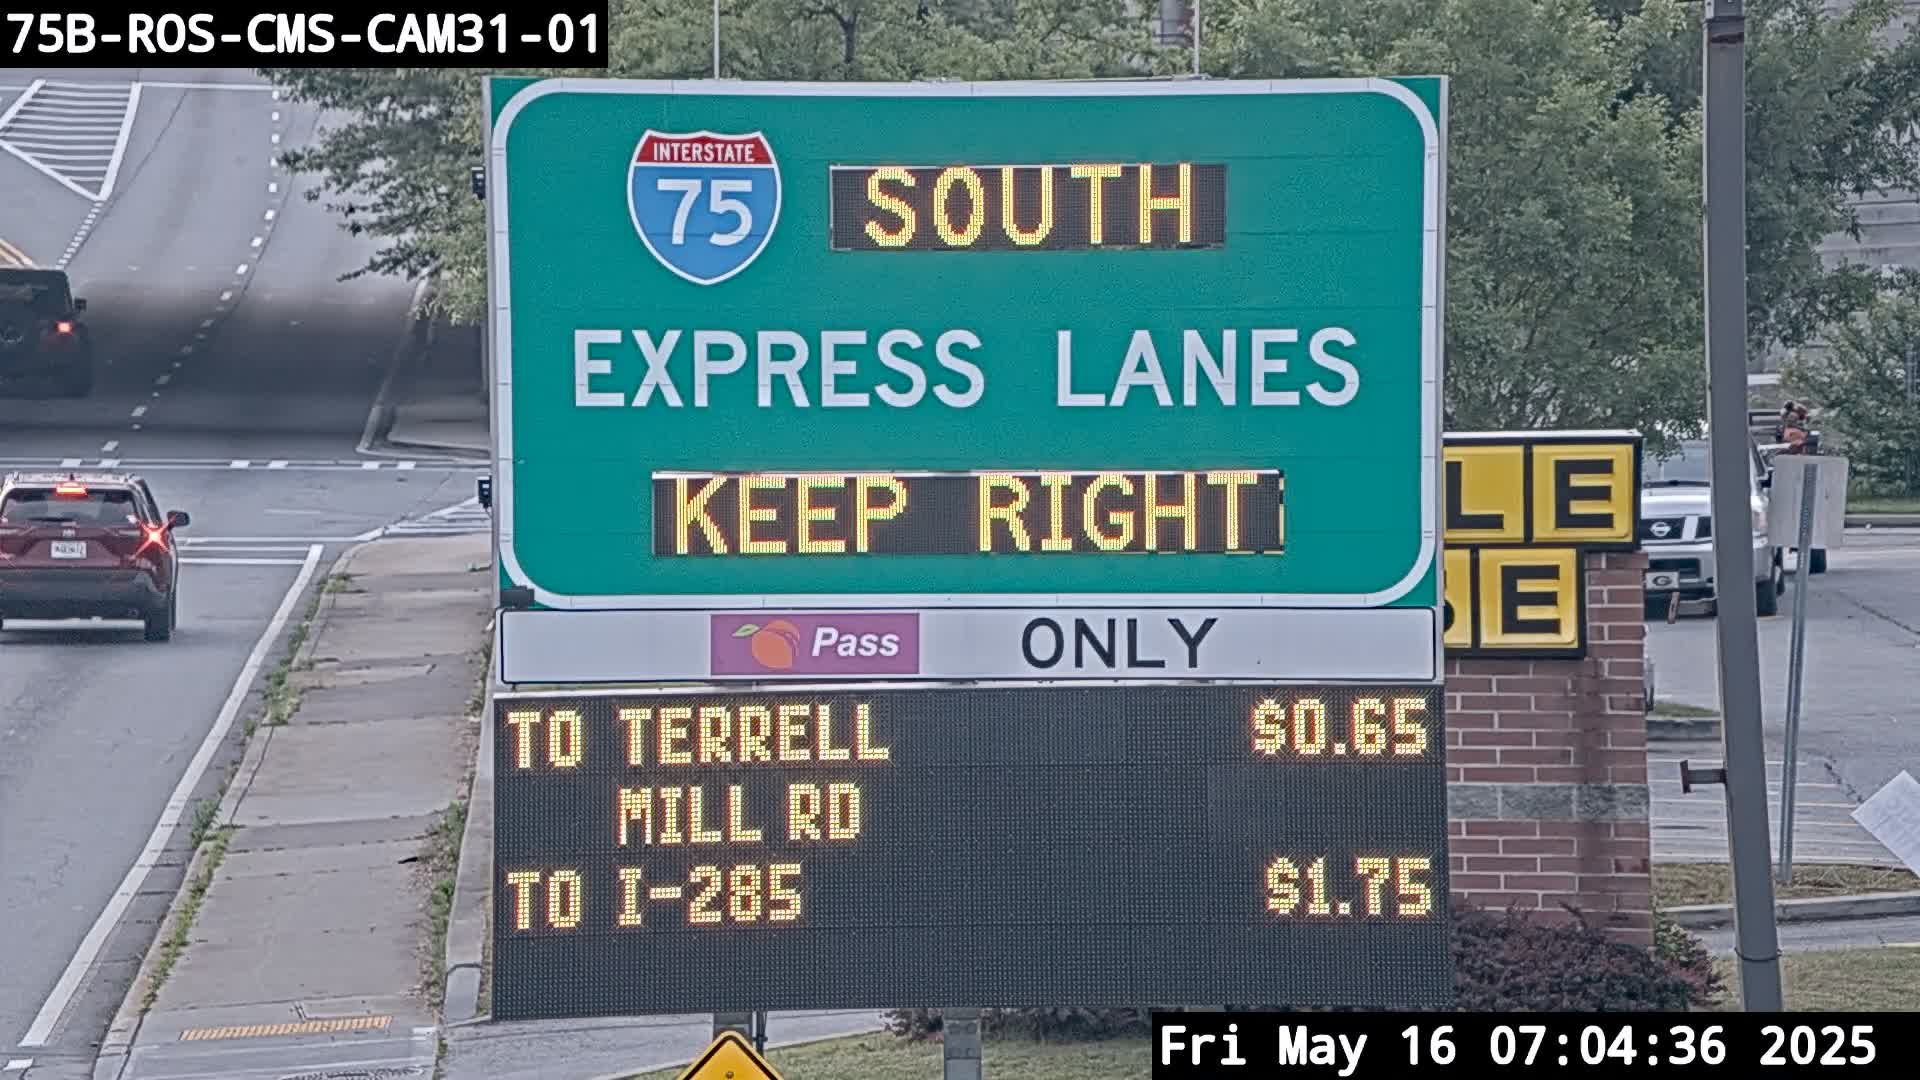 75B-ROS-CMS-CAM31-01
INTERSTATE
75
SOUTH
EXPRESS LANES
KEEP RIGHT
Pass ONLY
TO TERRELL $0.65
MILL RD
TO I-285 $1.75
LE
E
G
Fri May 16 07:04:36 2025